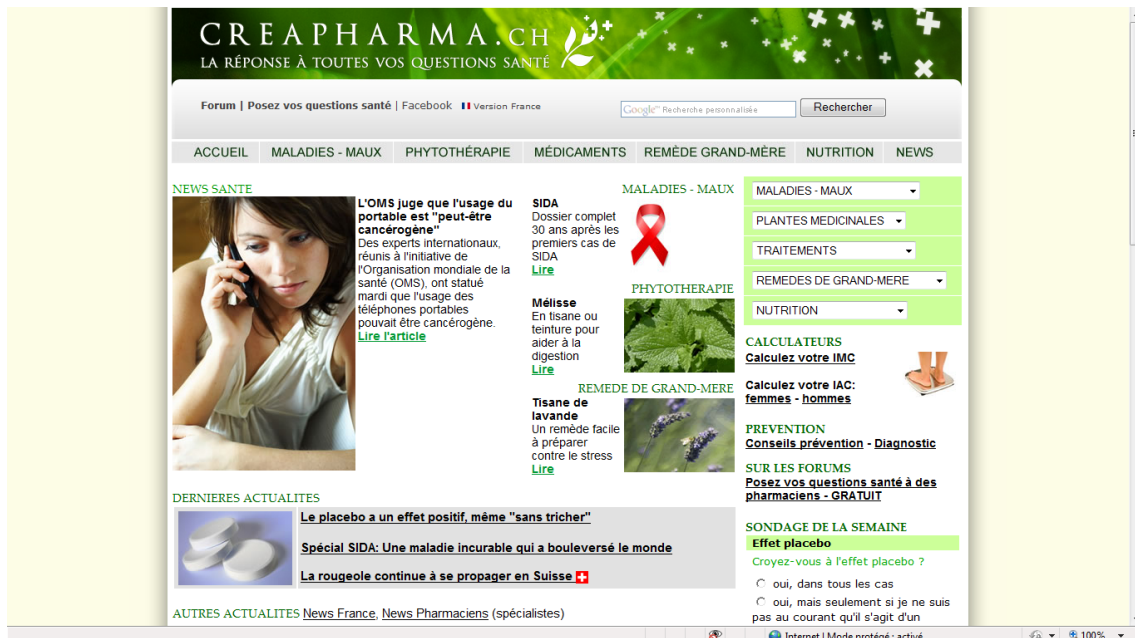 CREAPHARMA.CH
LA RÉPONSE À TOUTES VOS QUESTIONS SANTÉ
Forum | Posez vos questions santé | Facebook Version France
Google™ Recherche personnalisée Rechercher
ACCUEIL MALADIES - MAUX PHYTOTHÉRAPIE MÉDICAMENTS REMÈDE GRAND-MÈRE NUTRITION NEWS
NEWS SANTE
L'OMS juge que l'usage du
portable est "peut-être
cancérogène"
Des experts internationaux,
réunis à l'initiative de
l'Organisation mondiale de la
santé (OMS), ont statué
mardi que l'usage des
téléphones portables
pouvait être cancérogène.
Lire l'article
MALADIES - MAUX
SIDA
Dossier complet
30 ans après les
premiers cas de
SIDA
Lire
PHYTOTHERAPIE
Mélisse
En tisane ou
teinture pour
aider à la
digestion
Lire
REMEDE DE GRAND-MERE
Tisane de
lavande
Un remède facile
à préparer
contre le stress
Lire
DERNIERES ACTUALITES
Le placebo a un effet positif, même "sans tricher"
Spécial SIDA: Une maladie incurable qui a bouleversé le monde
La rougeole continue à se propager en Suisse
AUTRES ACTUALITES News France, News Pharmaciens (spécialistes)
MALADIES - MAUX
PLANTES MEDICINALES
TRAITEMENTS
REMEDES DE GRAND-MERE
NUTRITION
CALCULATEURS
Calculez votre IMC
Calculez votre IAC:
femmes - hommes
PREVENTION
Conseils prévention - Diagnostic
SUR LES FORUMS
Posez vos questions santé à des
pharmaciens - GRATUIT
SONDAGE DE LA SEMAINE
Effet placebo
Croyez-vous à l'effet placebo ?
oui, dans tous les cas
oui, mais seulement si je ne suis
pas au courant qu'il s'agit d'un
Internet | Mode protégé : activé 100%